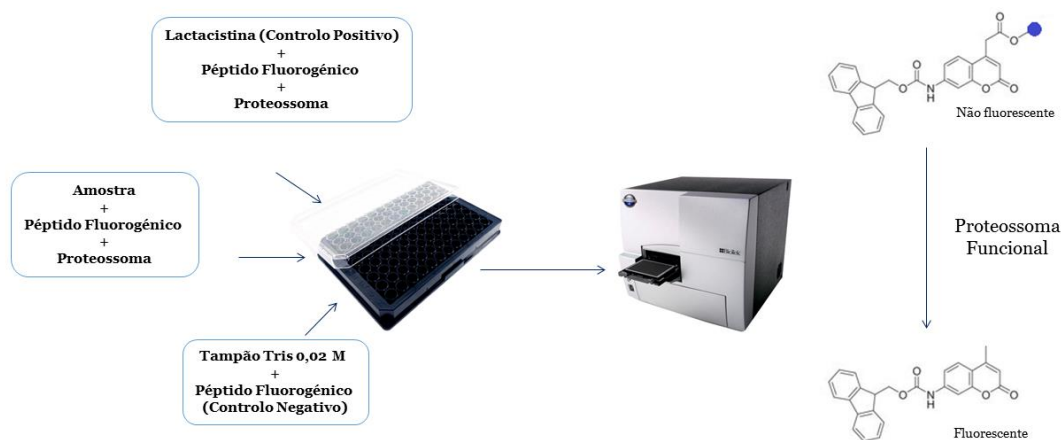 Lactacistina (Controlo Positivo)
+
Péptido Fluorogénico
+
Proteossoma
Amostra
+
Péptido Fluorogénico
+
Proteossoma
Tampão Tris 0,02 M
+
Péptido Fluorogénico
(Controlo Negativo)
O
O
O
O
N
H
O
O
Não fluorescente
Proteossoma
Funcional
O
O
N
H
O
O
Fluorescente